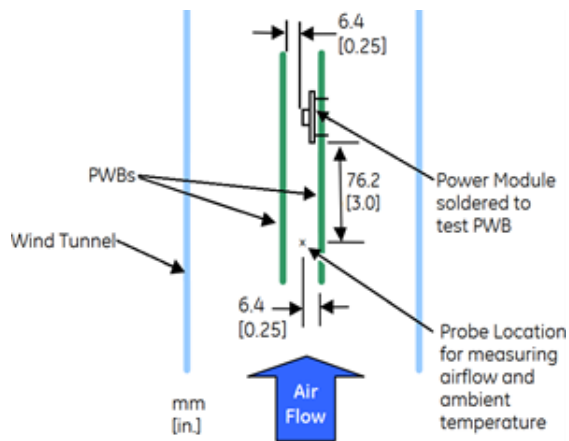 6.4
[0.25]
PWBs
76.2
[3.0]
Power Module
soldered to
test PWB
Wind Tunnel
x
6.4
[0.25]
Probe Location
for measuring
airflow and
ambient
temperature
Air
Flow
mm
[in.]